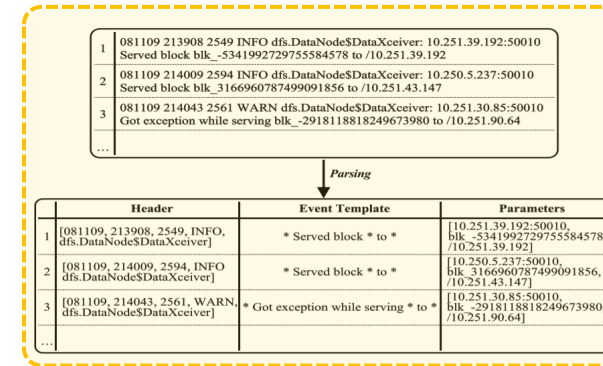 1 081109 213908 2549 INFO dfs.DataNode$DataXceiver: 10.251.39.192:50010
Served block blk_-5341992729755584578 to /10.251.39.192
2 081109 214009 2594 INFO dfs.DataNode$DataXceiver: 10.250.5.237:50010
Served block blk_3166960787499091856 to /10.251.43.147
3 081109 214043 2561 WARN dfs.DataNode$DataXceiver: 10.251.30.85:50010
Got exception while serving blk_-2918118818249673980 to /10.251.90.64
...
Parsing
Header Event Template Parameters
1 [081109, 213908, 2549, INFO, dfs.DataNode$DataXceiver] * Served block * to * [10.251.39.192:50010, blk_-5341992729755584578 /10.251.39.192]
2 [081109, 214009, 2594, INFO dfs.DataNode$DataXceiver] * Served block * to * [10.250.5.237:50010, blk_3166960787499091856, /10.251.43.147]
3 [081109, 214043, 2561, WARN, dfs.DataNode$DataXceiver] * Got exception while serving * to * [10.251.30.85:50010, blk_-2918118818249673980 /10.251.90.64]
...